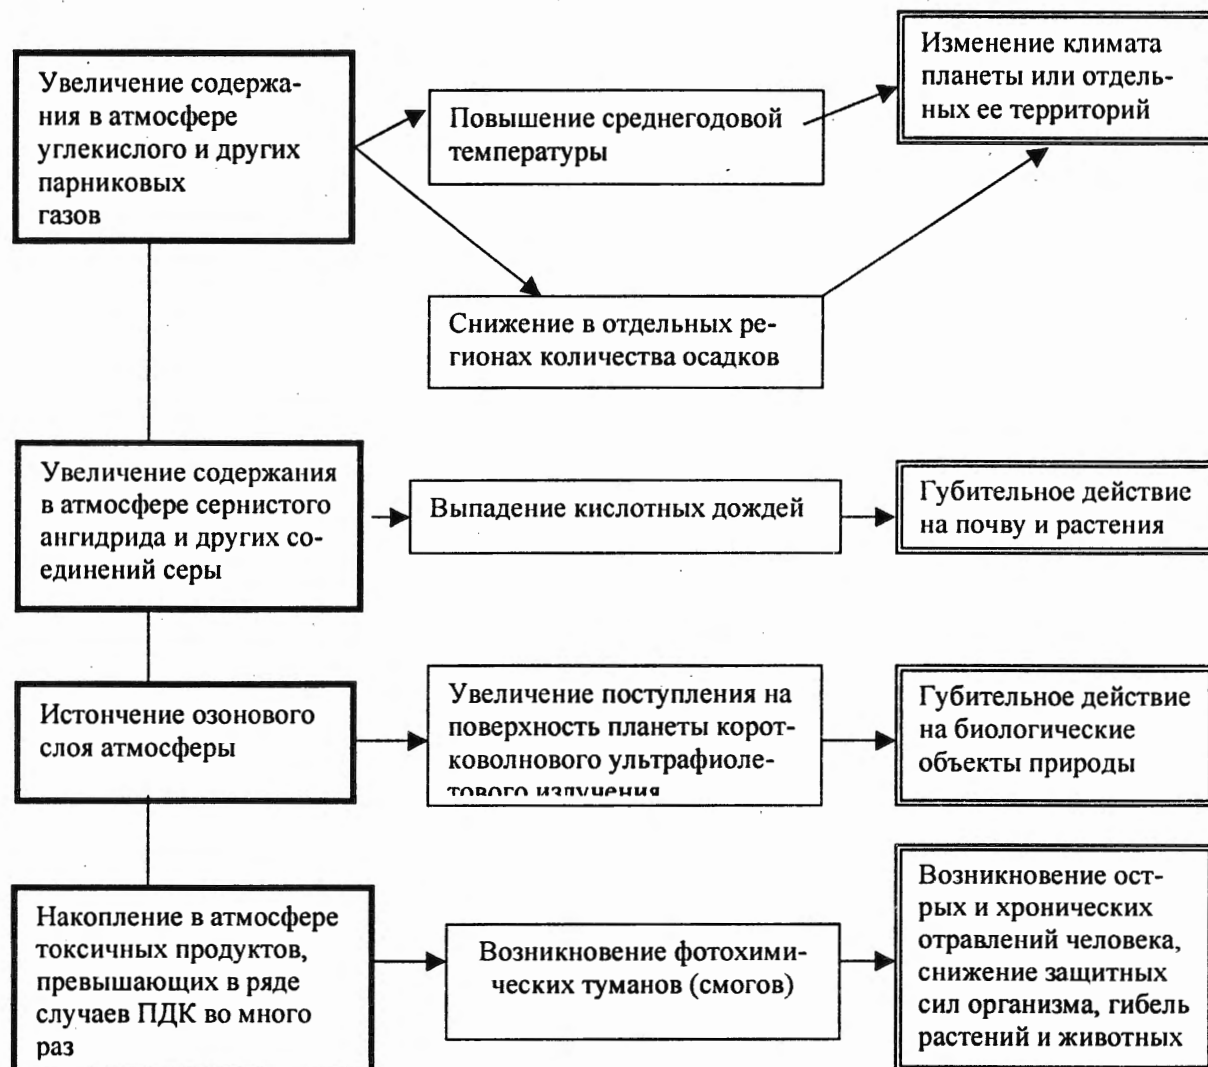 Увеличение содержа-
ния в атмосфере
углекислого и других
парниковых
газов
Повышение среднегодовой
температуры
Изменение климата
планеты или отдель-
ных ее территорий
Снижение в отдельных ре-
гионах количества осадков
Увеличение содержания
в атмосфере сернистого
ангидрида и других со-
единений серы
Выпадение кислотных дождей
Губительное действие
на почву и растения
Истончение озонового
слоя атмосферы
Увеличение поступления на
поверхность планеты корот-
коволнового ультрафиоле-
тового излучения
Губительное действие
на биологические
объекты природы
Накопление в атмосфере
токсичных продуктов,
превышающих в ряде
случаев ПДК во много
раз
Возникновение фотохими-
ческих туманов (смогов)
Возникновение ост-
рых и хронических
отравлений человека,
снижение защитных
сил организма, гибель
растений и животных